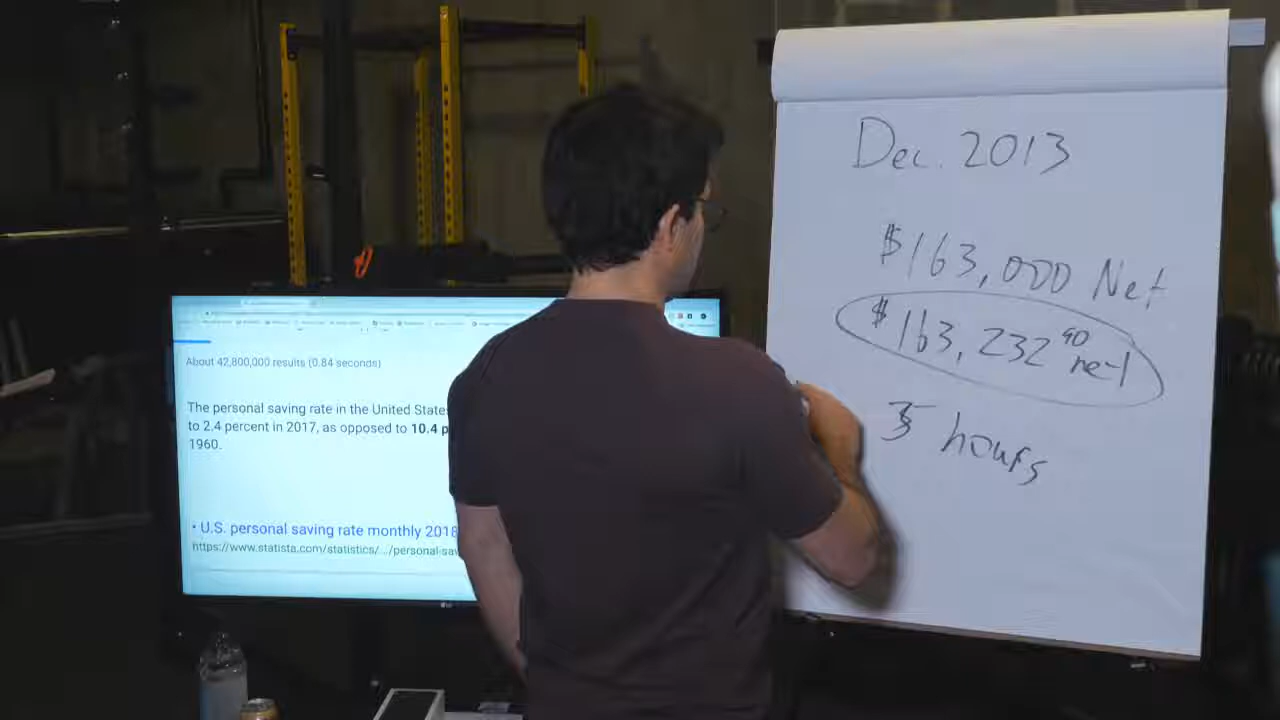 About 42,800,000 results (0.84 seconds)
The personal saving rate in the United States
to 2.4 percent in 2017, as opposed to 10.4 p
1960.
• U.S. personal saving rate monthly 2018
https://www.statista.com/statistics/.../personal-sav
Dec. 2013
$163,000 Net
$163,232 90 net
35 hours